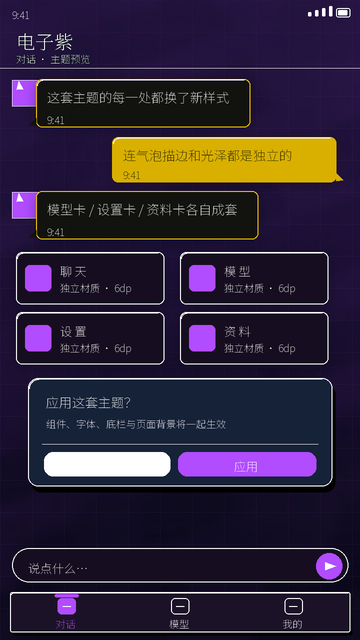 9:41
电子紫
对话 · 主题预览
这套主题的每一处都换了新样式
9:41
连气泡描边和光泽都是独立的
9:41
模型卡 / 设置卡 / 资料卡各自成套
9:41
聊天
独立材质 · 6dp
模型
独立材质 · 6dp
设置
独立材质 · 6dp
资料
独立材质 · 6dp
应用这套主题?
组件、字体、底栏与页面背景将一起生效
应用
说点什么…
对话
模型
我的